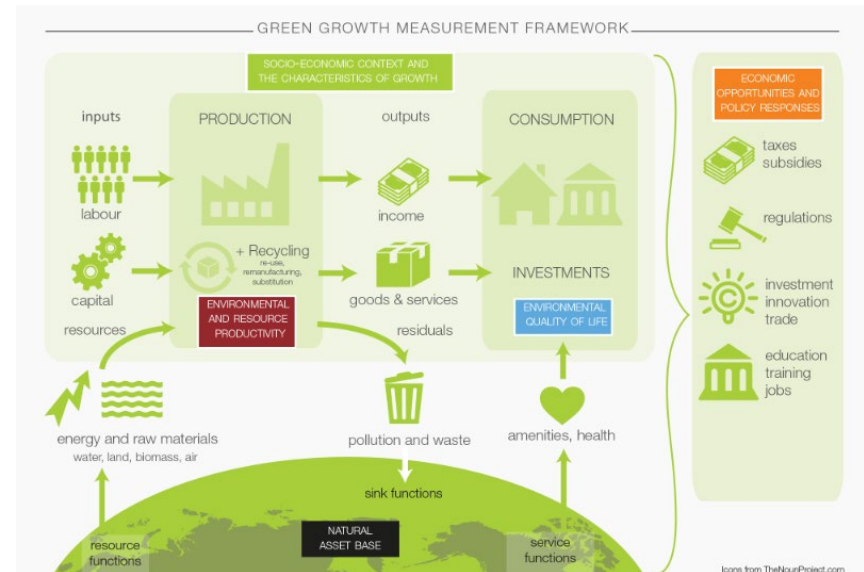 GREEN GROWTH MEASUREMENT FRAMEWORK
SOCIO-ECONOMIC CONTEXT AND
THE CHARACTERISTICS OF GROWTH
inputs
PRODUCTION
outputs
CONSUMPTION
labour
income
capital
+ Recycling
re-use,
remanufacturing,
substitution
goods & services
INVESTMENTS
resources
ENVIRONMENTAL
AND RESOURCE
PRODUCTIVITY
residuals
ENVIRONMENTAL
QUALITY OF LIFE
energy and raw materials
water, land, biomass, air
pollution and waste
amenities, health
sink functions
resource
functions
NATURAL
ASSET BASE
service
functions
ECONOMIC
OPPORTUNITIES AND
POLICY RESPONSES
taxes
subsidies
regulations
C
investment
innovation
trade
education
training
jobs
Icons from TheNounProject.com